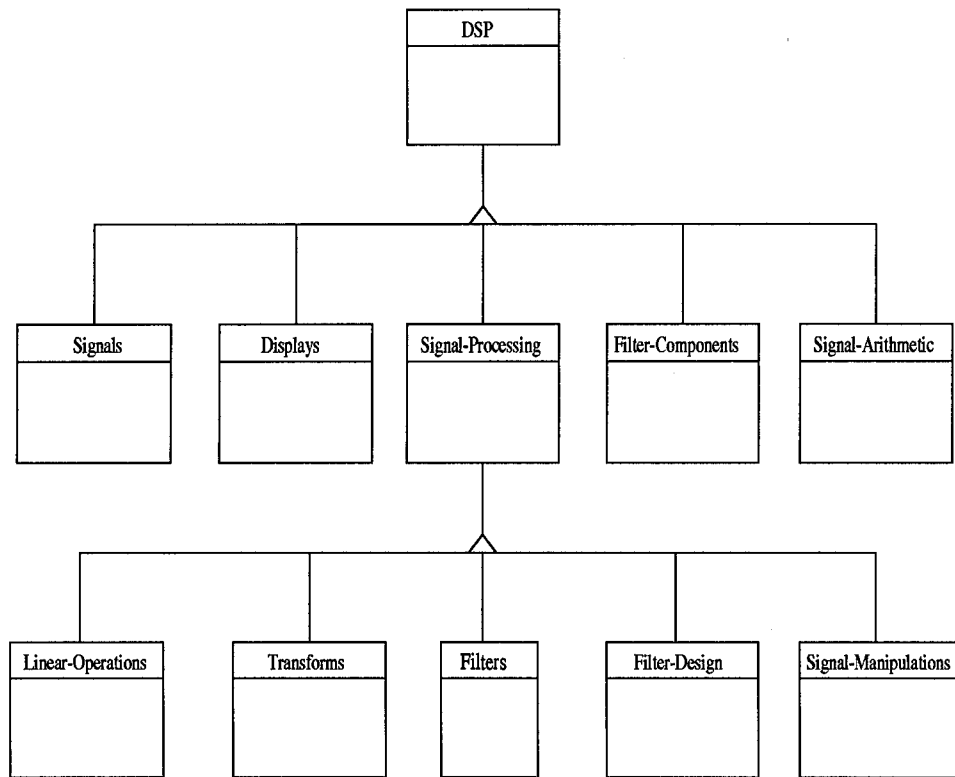 DSP
Signals
Displays
Signal-Processing
Filter-Components
Signal-Arithmetic
Linear-Operations
Transforms
Filters
Filter-Design
Signal-Manipulations